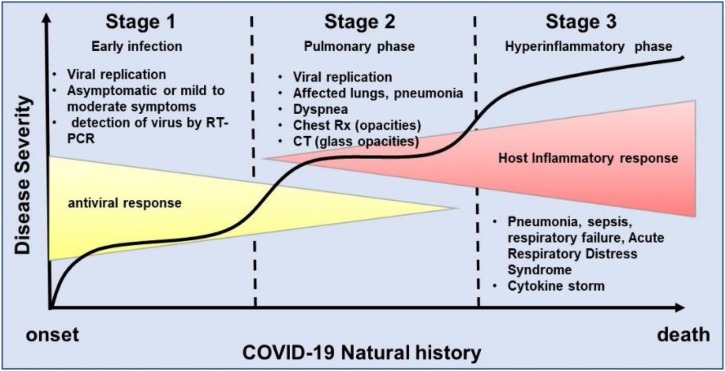 Stage 1
Early infection
• Viral replication
• Asymptomatic or mild to
moderate symptoms
• detection of virus by RT-
PCR
Stage 2
Pulmonary phase
• Viral replication
• Affected lungs, pneumonia
• Dyspnea
• Chest Rx (opacities)
• CT (glass opacities)
Stage 3
Hyperinflammatory phase
Disease Severity
antiviral response
Host Inflammatory response
• Pneumonia, sepsis,
respiratory failure, Acute
Respiratory Distress
Syndrome
• Cytokine storm
onset
death
COVID-19 Natural history